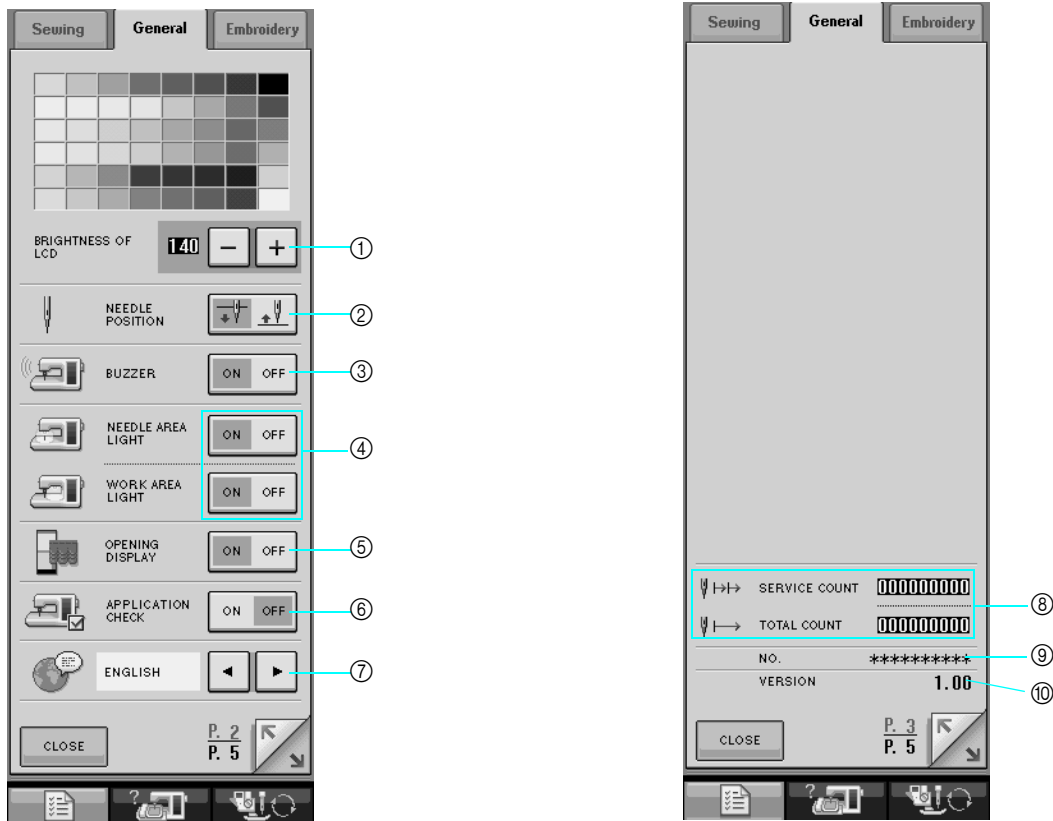 Sewing General Embroidery
BRIGHTNESS OF
LCD
140 − +
①
NEEDLE
POSITION
②
BUZZER
ON OFF
③
NEEDLE AREA
LIGHT
ON OFF
④
WORK AREA
LIGHT
ON OFF
OPENING
DISPLAY
ON OFF
⑤
APPLICATION
CHECK
ON OFF
⑥
ENGLISH
⑦
CLOSE
P. 2
P. 5
?
Sewing General Embroidery
SERVICE COUNT 000000000
⑧
TOTAL COUNT 000000000
NO. **********
⑨
VERSION 1.00
⑩
CLOSE
P. 3
P. 5
?